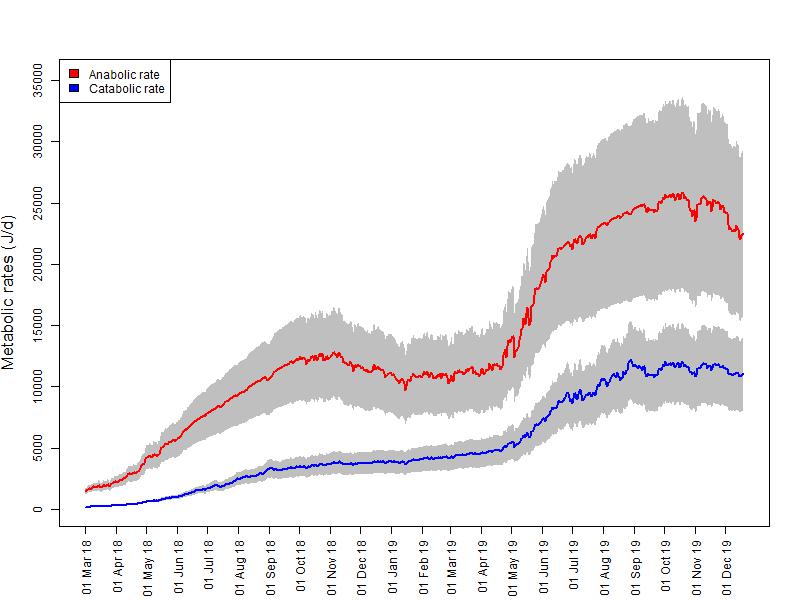 Anabolic rate
Catabolic rate
Metabolic rates (J/d)
35000
30000
25000
20000
15000
10000
5000
0
01 Mar 18
01 Apr 18
01 May 18
01 Jun 18
01 Jul 18
01 Aug 18
01 Sep 18
01 Oct 18
01 Nov 18
01 Dec 18
01 Jan 19
01 Feb 19
01 Mar 19
01 Apr 19
01 May 19
01 Jun 19
01 Jul 19
01 Aug 19
01 Sep 19
01 Oct 19
01 Nov 19
01 Dec 19